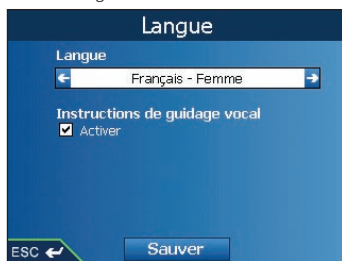 Langue
Langue
Français - Femme
Instructions de guidage vocal
Activer
ESC
Sauver